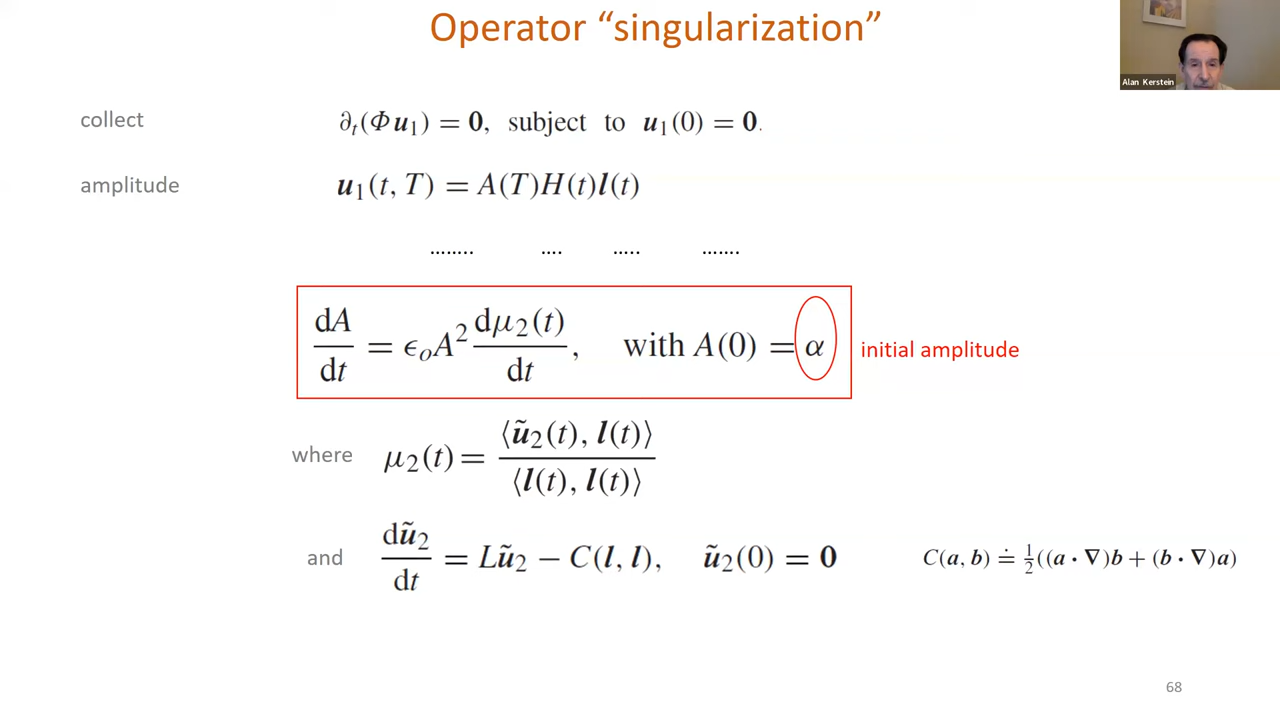 Operator “singularization”
Alan Kerstein
collect ∂ₜ(Φu₁) = 0, subject to u₁(0) = 0.
amplitude u₁(t, T) = A(T)H(t)l(t)
........ .... ..... .......
dA/dt = ϵₒA² dμ₂(t)/dt, with A(0) = α initial amplitude
where μ₂(t) = ⟨ũ₂(t), l(t)⟩ / ⟨l(t), l(t)⟩
and dũ₂/dt = Lũ₂ − C(l, l), ũ₂(0) = 0 C(a, b) ≐ ½((a · ∇)b + (b · ∇)a)
68